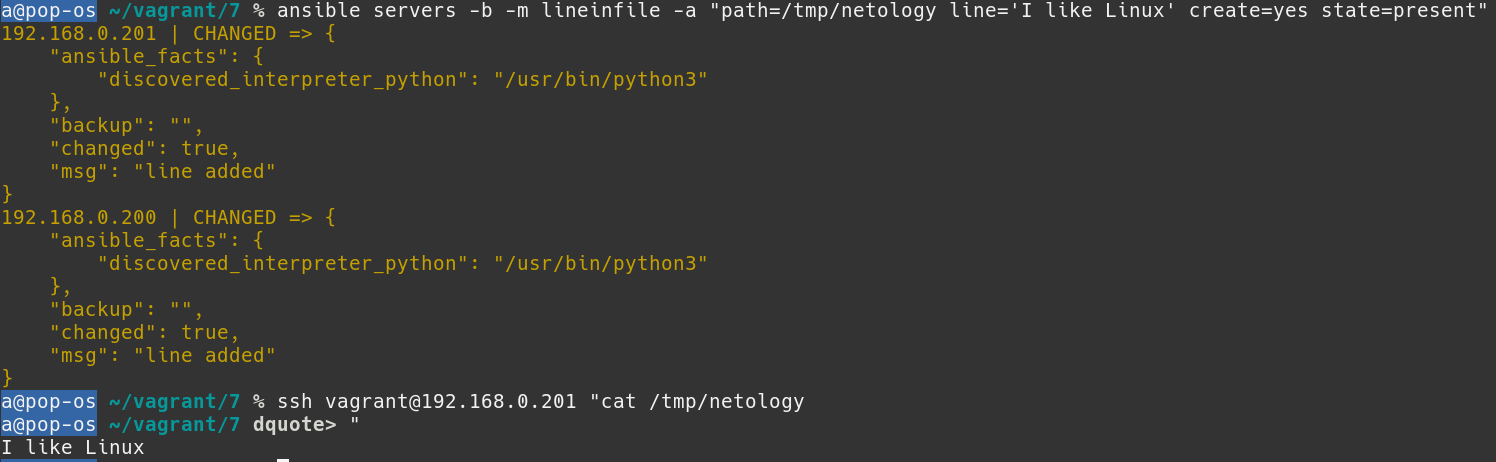 a@pop-os ~/vagrant/7 % ansible servers -b -m lineinfile -a "path=/tmp/netology line='I like Linux' create=yes state=present"
192.168.0.201 | CHANGED => {
    "ansible_facts": {
        "discovered_interpreter_python": "/usr/bin/python3"
    },
    "backup": "",
    "changed": true,
    "msg": "line added"
}
192.168.0.200 | CHANGED => {
    "ansible_facts": {
        "discovered_interpreter_python": "/usr/bin/python3"
    },
    "backup": "",
    "changed": true,
    "msg": "line added"
}
a@pop-os ~/vagrant/7 % ssh vagrant@192.168.0.201 "cat /tmp/netology
a@pop-os ~/vagrant/7 dquote> "
I like Linux